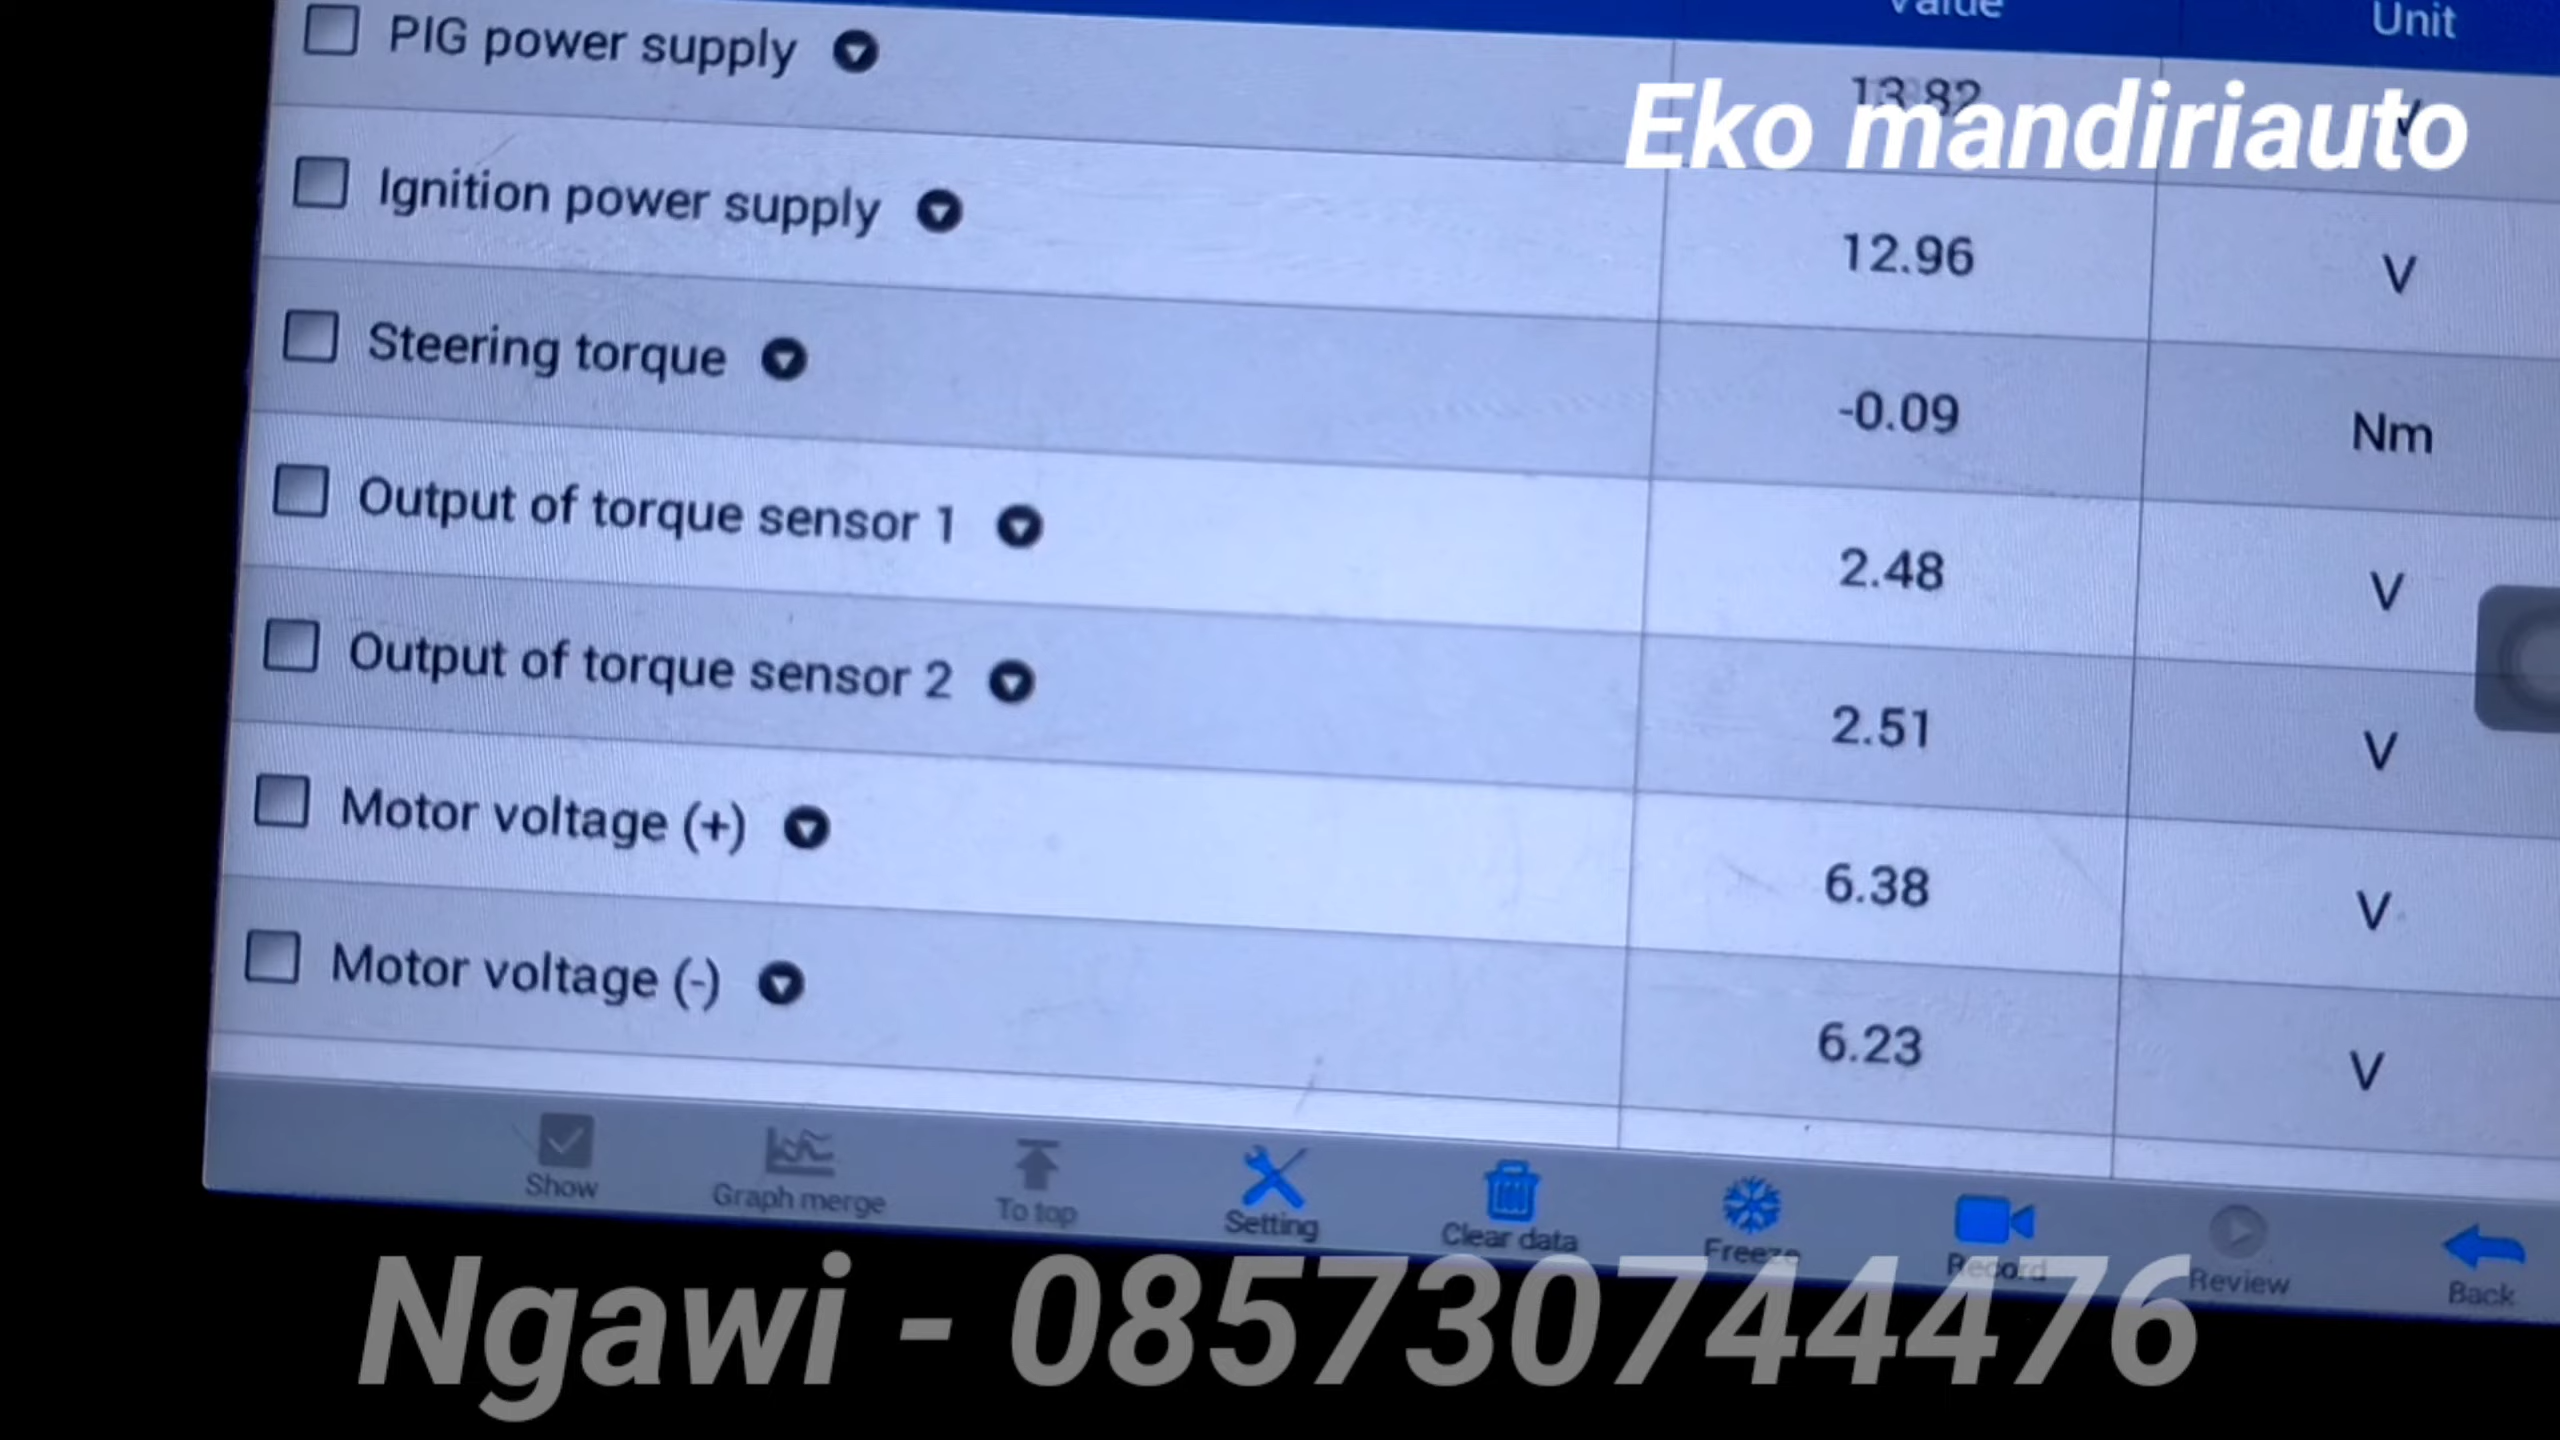 Value Unit
PIG power supply 13.82 V
Eko mandiriauto
Ignition power supply 12.96 V
Steering torque -0.09 Nm
Output of torque sensor 1 2.48 V
Output of torque sensor 2 2.51 V
Motor voltage (+) 6.38 V
Motor voltage (-) 6.23 V
Show Graph merge To top Setting Clear data Freeze Record Review Back
Ngawi - 085730744476